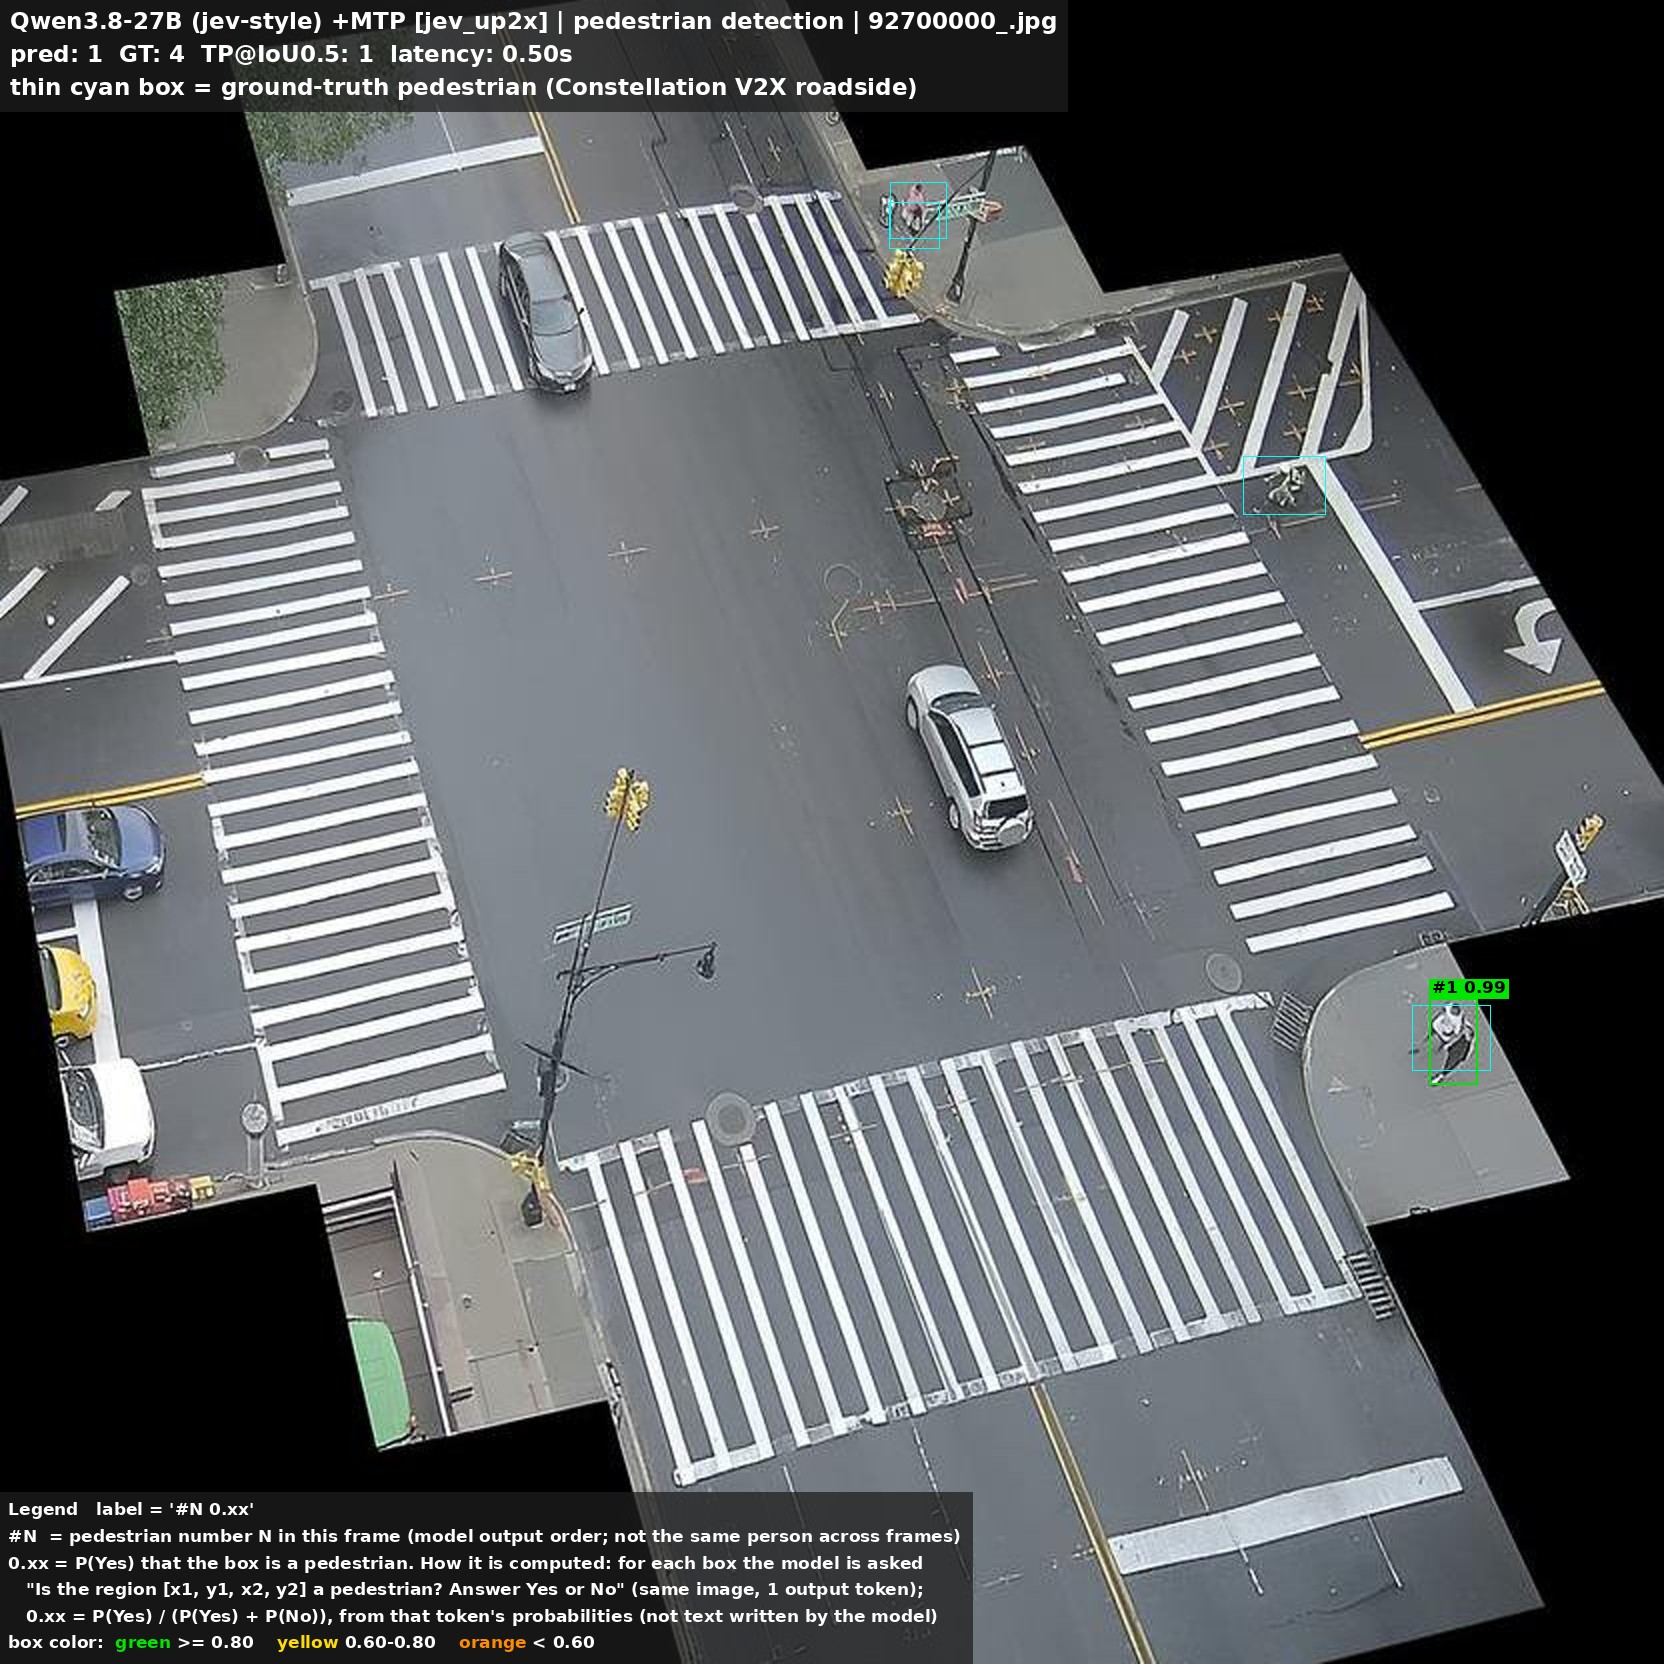 Qwen3.8-27B (jev-style) +MTP [jev_up2x] | pedestrian detection | 92700000_.jpg
pred: 1  GT: 4  TP@IoU0.5: 1  latency: 0.50s
thin cyan box = ground-truth pedestrian (Constellation V2X roadside)
#1 0.99
Legend   label = '#N 0.xx'
#N  = pedestrian number N in this frame (model output order; not the same person across frames)
0.xx = P(Yes) that the box is a pedestrian. How it is computed: for each box the model is asked
"Is the region [x1, y1, x2, y2] a pedestrian? Answer Yes or No" (same image, 1 output token);
0.xx = P(Yes) / (P(Yes) + P(No)), from that token's probabilities (not text written by the model)
box color:  green >= 0.80    yellow 0.60-0.80    orange < 0.60